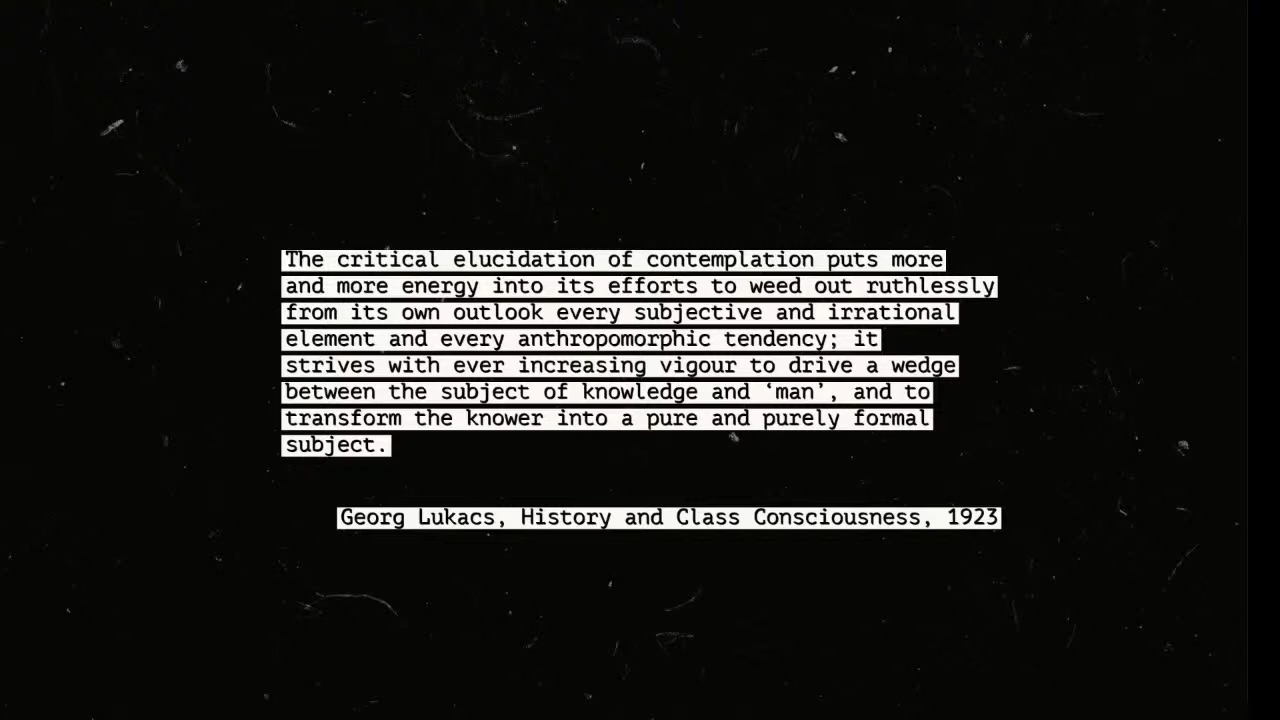 The critical elucidation of contemplation puts more
and more energy into its efforts to weed out ruthlessly
from its own outlook every subjective and irrational
element and every anthropomorphic tendency; it
strives with ever increasing vigour to drive a wedge
between the subject of knowledge and ‘man’, and to
transform the knower into a pure and purely formal
subject.
Georg Lukacs, History and Class Consciousness, 1923